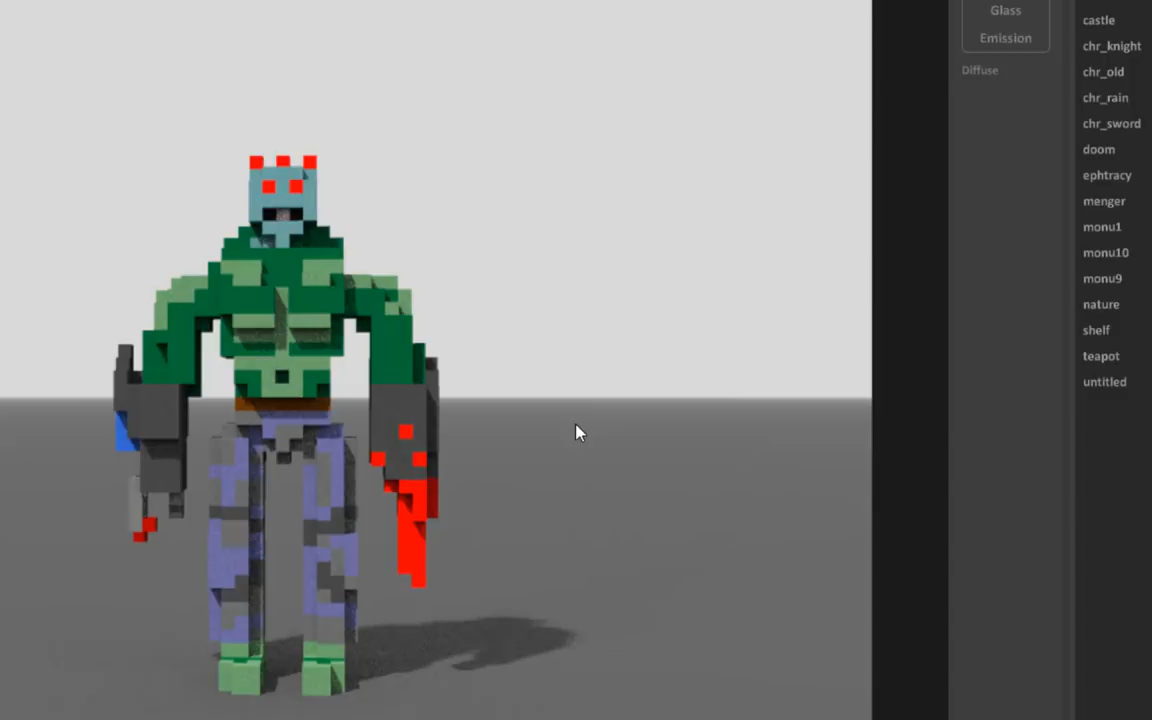 Glass
Emission
Diffuse
castle
chr_knight
chr_old
chr_rain
chr_sword
doom
ephtracy
menger
monu1
monu10
monu9
nature
shelf
teapot
untitled